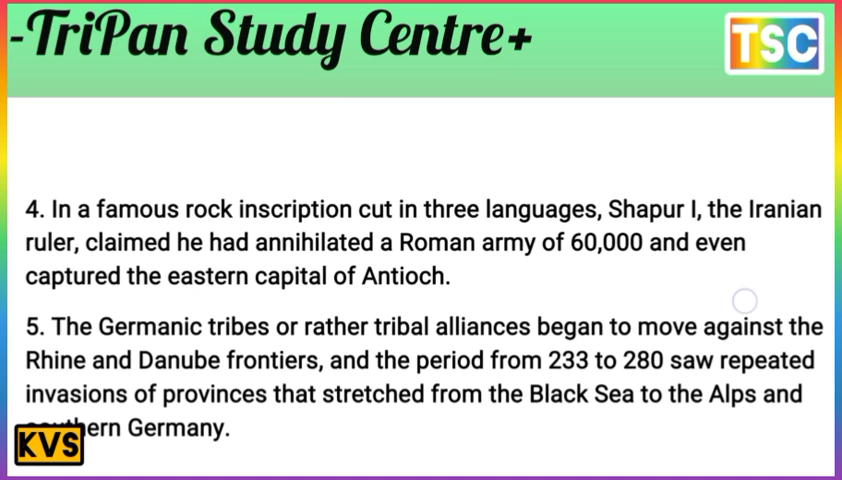 -TriPan Study Centre+
TSC
4. In a famous rock inscription cut in three languages, Shapur I, the Iranian
ruler, claimed he had annihilated a Roman army of 60,000 and even
captured the eastern capital of Antioch.
5. The Germanic tribes or rather tribal alliances began to move against the
Rhine and Danube frontiers, and the period from 233 to 280 saw repeated
invasions of provinces that stretched from the Black Sea to the Alps and
southern Germany.
KVS